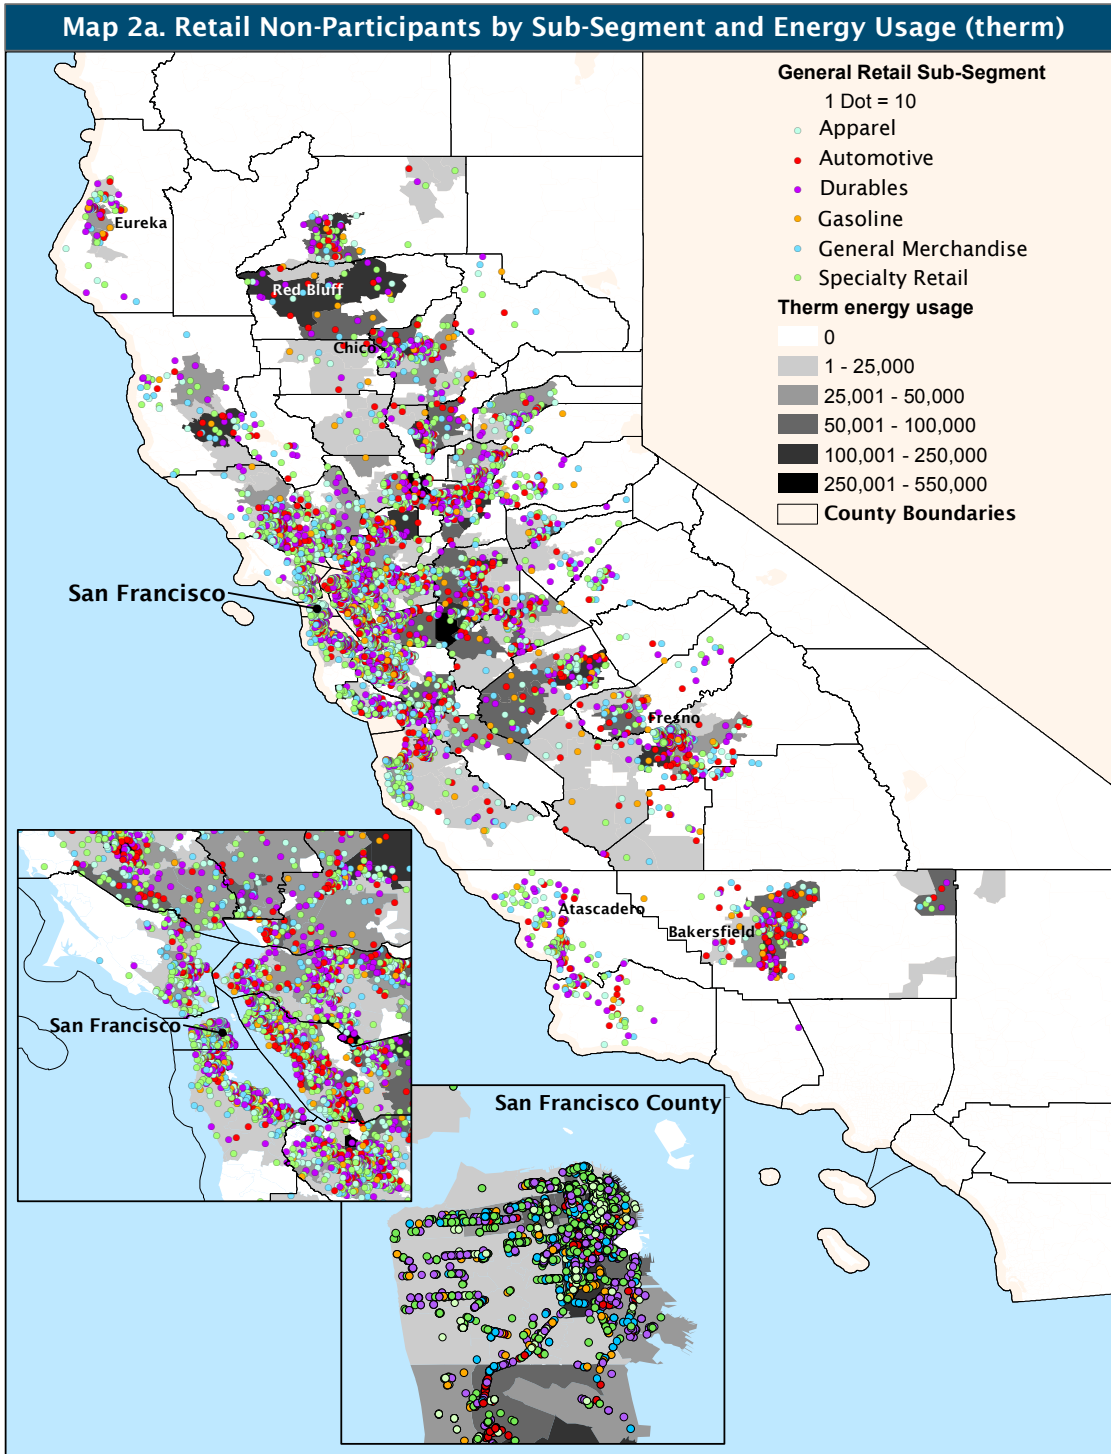 Map 2a. Retail Non-Participants by Sub-Segment and Energy Usage (therm)
General Retail Sub-Segment
1 Dot = 10
Apparel
Automotive
Durables
Gasoline
General Merchandise
Specialty Retail
Therm energy usage
0
1 - 25,000
25,001 - 50,000
50,001 - 100,000
100,001 - 250,000
250,001 - 550,000
County Boundaries
Eureka
Red Bluff
Chico
San Francisco
Fresno
Atascadero
Bakersfield
San Francisco
San Francisco County